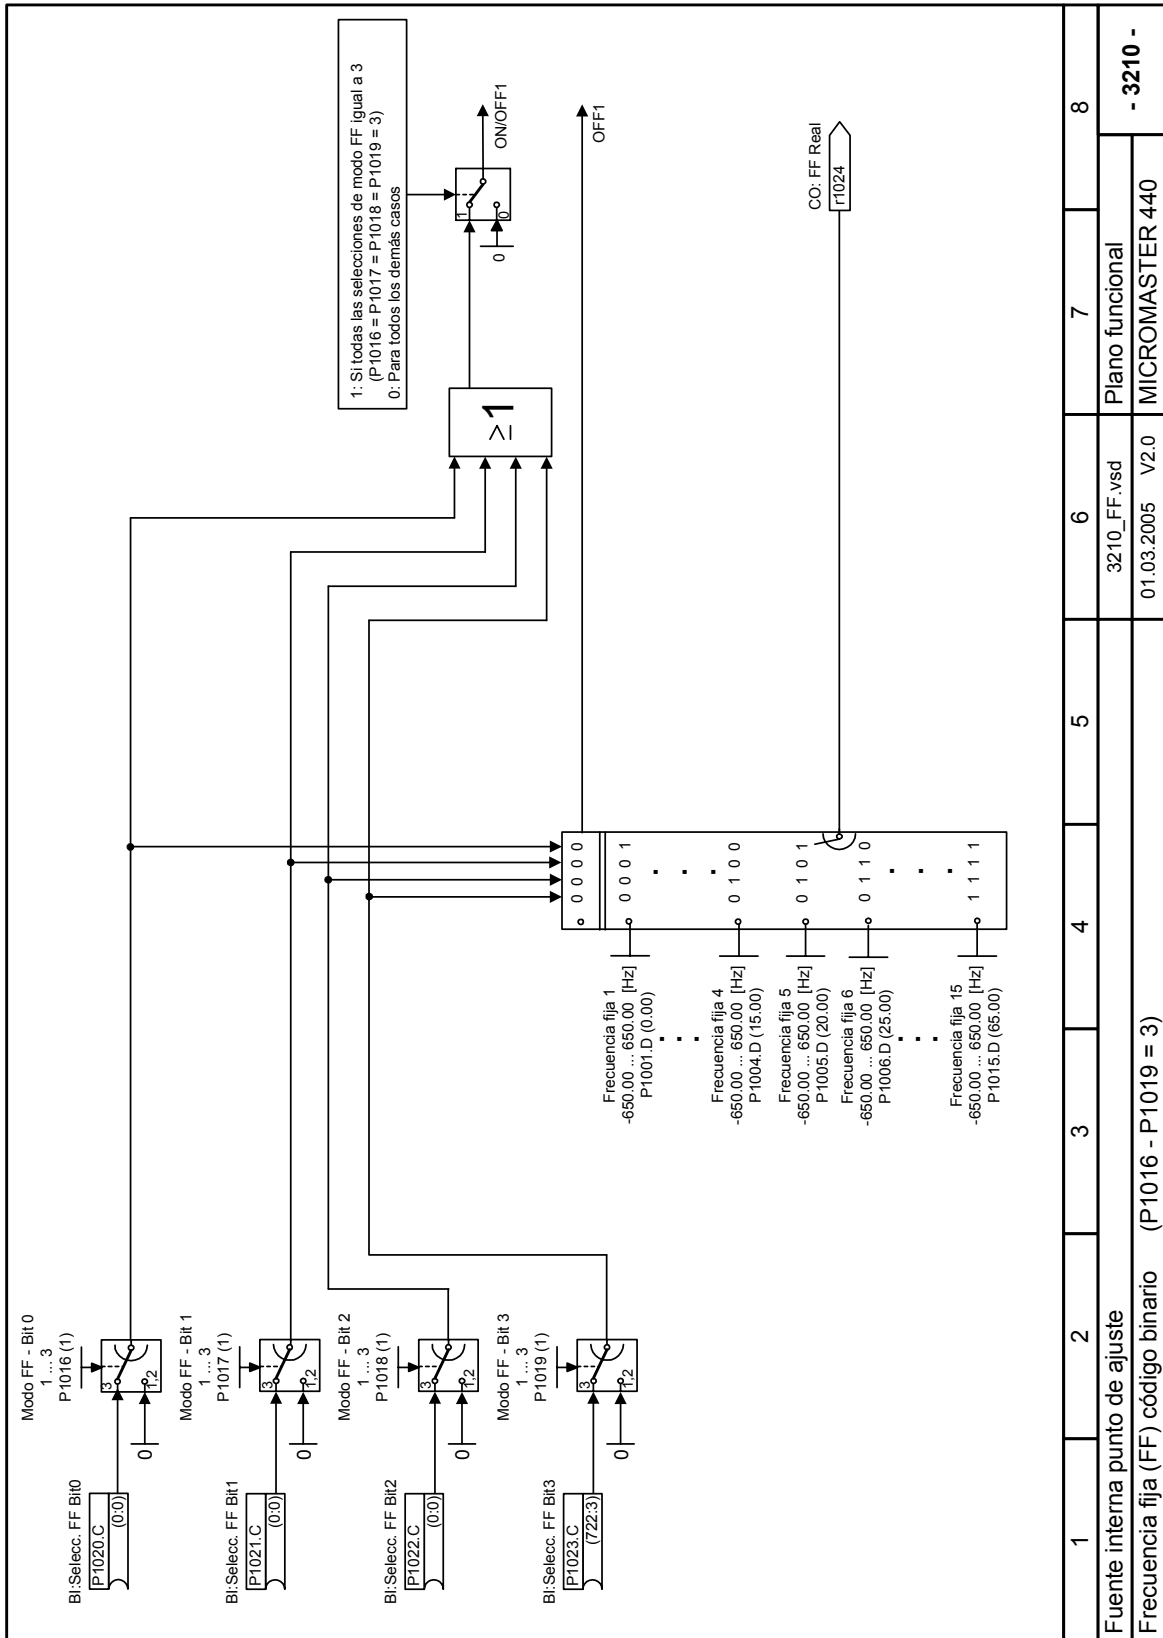 BI:Selecc. FF Bit0
P1020.C
(0:0)
0
Modo FF - Bit 0
1 ... 3
P1016 (1)
3
1,2
BI:Selecc. FF Bit1
P1021.C
(0:0)
0
Modo FF - Bit 1
1 ... 3
P1017 (1)
3
1,2
BI:Selecc. FF Bit2
P1022.C
(0:0)
0
Modo FF - Bit 2
1 ... 3
P1018 (1)
3
1,2
BI:Selecc. FF Bit3
P1023.C
(722:3)
0
Modo FF - Bit 3
1 ... 3
P1019 (1)
3
1,2
1: Si todas las selecciones de modo FF igual a 3
(P1016 = P1017 = P1018 = P1019 = 3)
0: Para todos los demás casos
≥1
1
0
0
ON/OFF1
OFF1
0 0 0 0
Frecuencia fija 1
-650.00 ... 650.00 [Hz]
P1001.D (0.00)
0 0 0 1
. . .
. . .
Frecuencia fija 4
-650.00 ... 650.00 [Hz]
P1004.D (15.00)
0 1 0 0
Frecuencia fija 5
-650.00 ... 650.00 [Hz]
P1005.D (20.00)
0 1 0 1
Frecuencia fija 6
-650.00 ... 650.00 [Hz]
P1006.D (25.00)
0 1 1 0
. . .
. . .
Frecuencia fija 15
-650.00 ... 650.00 [Hz]
P1015.D (65.00)
1 1 1 1
CO: FF Real
r1024
1 2 3 4 5 6 7 8
Fuente interna punto de ajuste
3210_FF.vsd
Plano funcional
- 3210 -
Frecuencia fija (FF) código binario (P1016 - P1019 = 3)
01.03.2005 V2.0
MICROMASTER 440